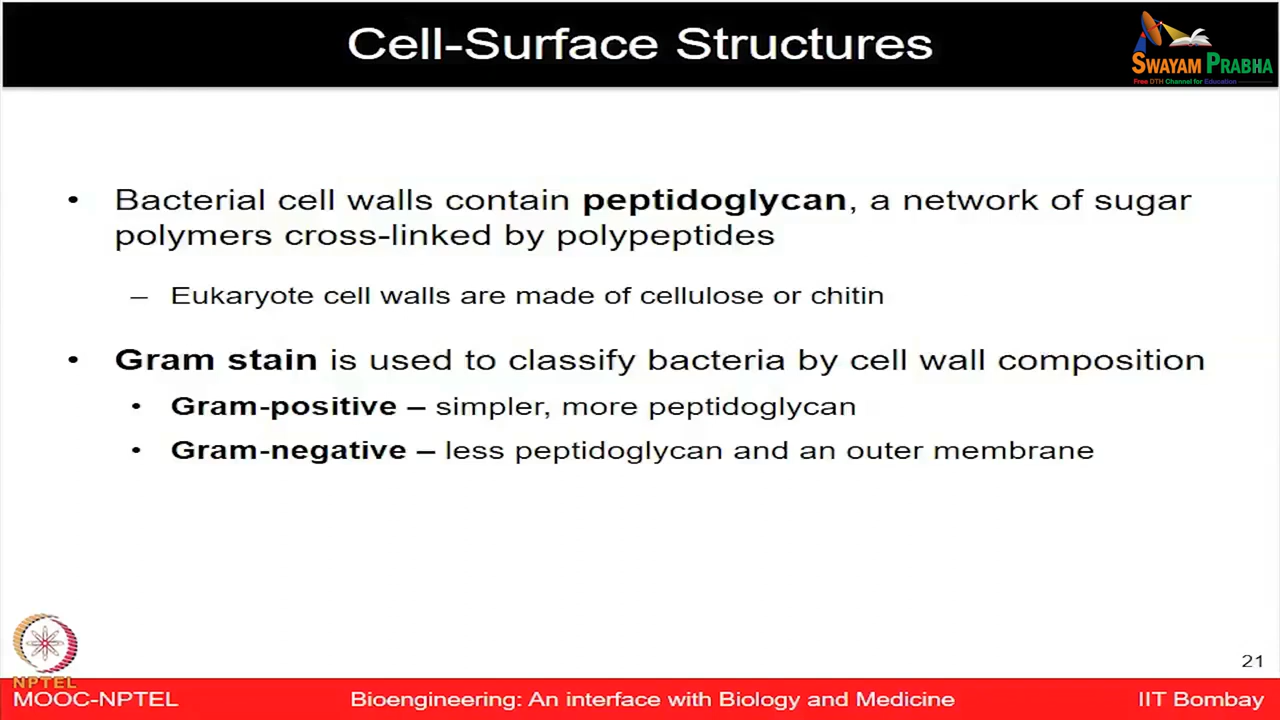 Cell-Surface Structures
SWAYAM PRABHA
Free DTH Channel for Education
• Bacterial cell walls contain peptidoglycan, a network of sugar
polymers cross-linked by polypeptides
– Eukaryote cell walls are made of cellulose or chitin
• Gram stain is used to classify bacteria by cell wall composition
• Gram-positive – simpler, more peptidoglycan
• Gram-negative – less peptidoglycan and an outer membrane
21
NPTEL
MOOC-NPTEL Bioengineering: An interface with Biology and Medicine IIT Bombay